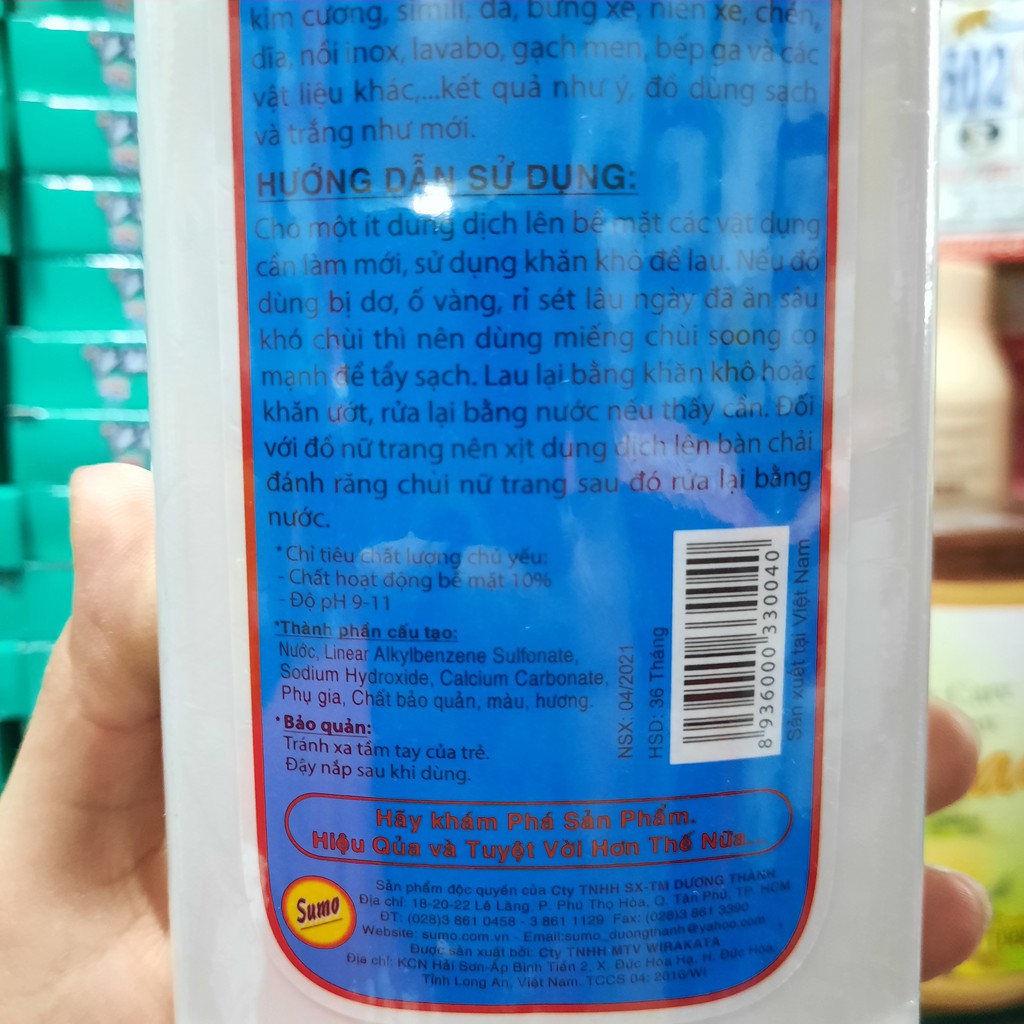 kim cương, simili, đá, bửng xe, niền xe, chén,
dĩa, nồi inox, lavabo, gạch men, bếp ga và các
vật liệu khác,...kết quả như ý, đồ dùng sạch
và trắng như mới.
HƯỚNG DẪN SỬ DỤNG:
Cho một ít dung dịch lên bề mặt các vật dụng
cần làm mới, sử dụng khăn khô để lau. Nếu đồ
dùng bị dơ, ố vàng, rỉ sét lâu ngày đã ăn sâu
khó chùi thì nên dùng miếng chùi soong cọ
mạnh để tẩy sạch. Lau lại bằng khăn khô hoặc
khăn ướt, rửa lại bằng nước nếu thấy cần. Đối
với đồ nữ trang nên xịt dung dịch lên bàn chải
đánh răng chùi nữ trang sau đó rửa lại bằng
nước.
*Chỉ tiêu chất lượng chủ yếu:
- Chất hoạt động bề mặt 10%
- Độ pH 9-11
*Thành phần cấu tạo:
Nước, Linear Alkylbenzene Sulfonate,
Sodium Hydroxide, Calcium Carbonate,
Phụ gia, Chất bảo quản, màu, hương.
*Bảo quản:
Tránh xa tầm tay của trẻ.
Đậy nắp sau khi dùng.
NSX: 04/2021
HSD: 36 Tháng
8 936000 330040
Sản xuất tại Việt Nam
Hãy khám Phá Sản Phẩm.
Hiệu Qủa và Tuyệt Vời Hơn Thế Nữa...
Sumo
Sản phẩm độc quyền của Cty TNHH SX-TM DƯƠNG THÀNH
Địa chỉ: 18-20-22 Lê Lăng, P. Phú Thọ Hòa, Q. Tân Phú, TP. HCM
ĐT: (028)3 861 0458 - 3 861 1129. Fax: (028)3 861 3390
Website: sumo.com.vn - Email:sumo_duongthanh@yahoo.com
Được sản xuất bởi: Cty TNHH MTV WIRAKATA
Địa chỉ: KCN Hải Sơn-Ấp Bình Tiền 2, X. Đức Hòa Hạ, H. Đức Hòa,
Tỉnh Long An, Việt Nam. TCCS 04: 2016/WI
602